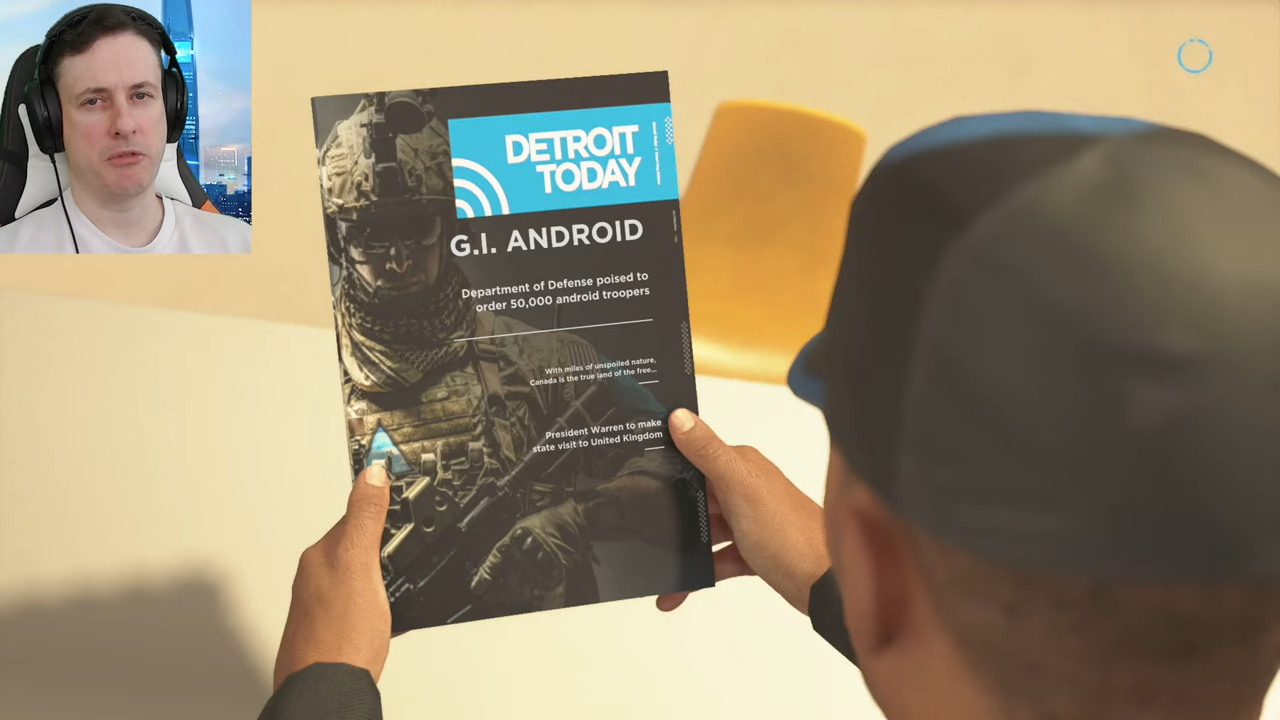 DETROIT
TODAY
G.I. ANDROID
Department of Defense poised to
order 50,000 android troopers
With miles of unspoiled nature,
Canada is the true land of the free...
President Warren to make
state visit to United Kingdom